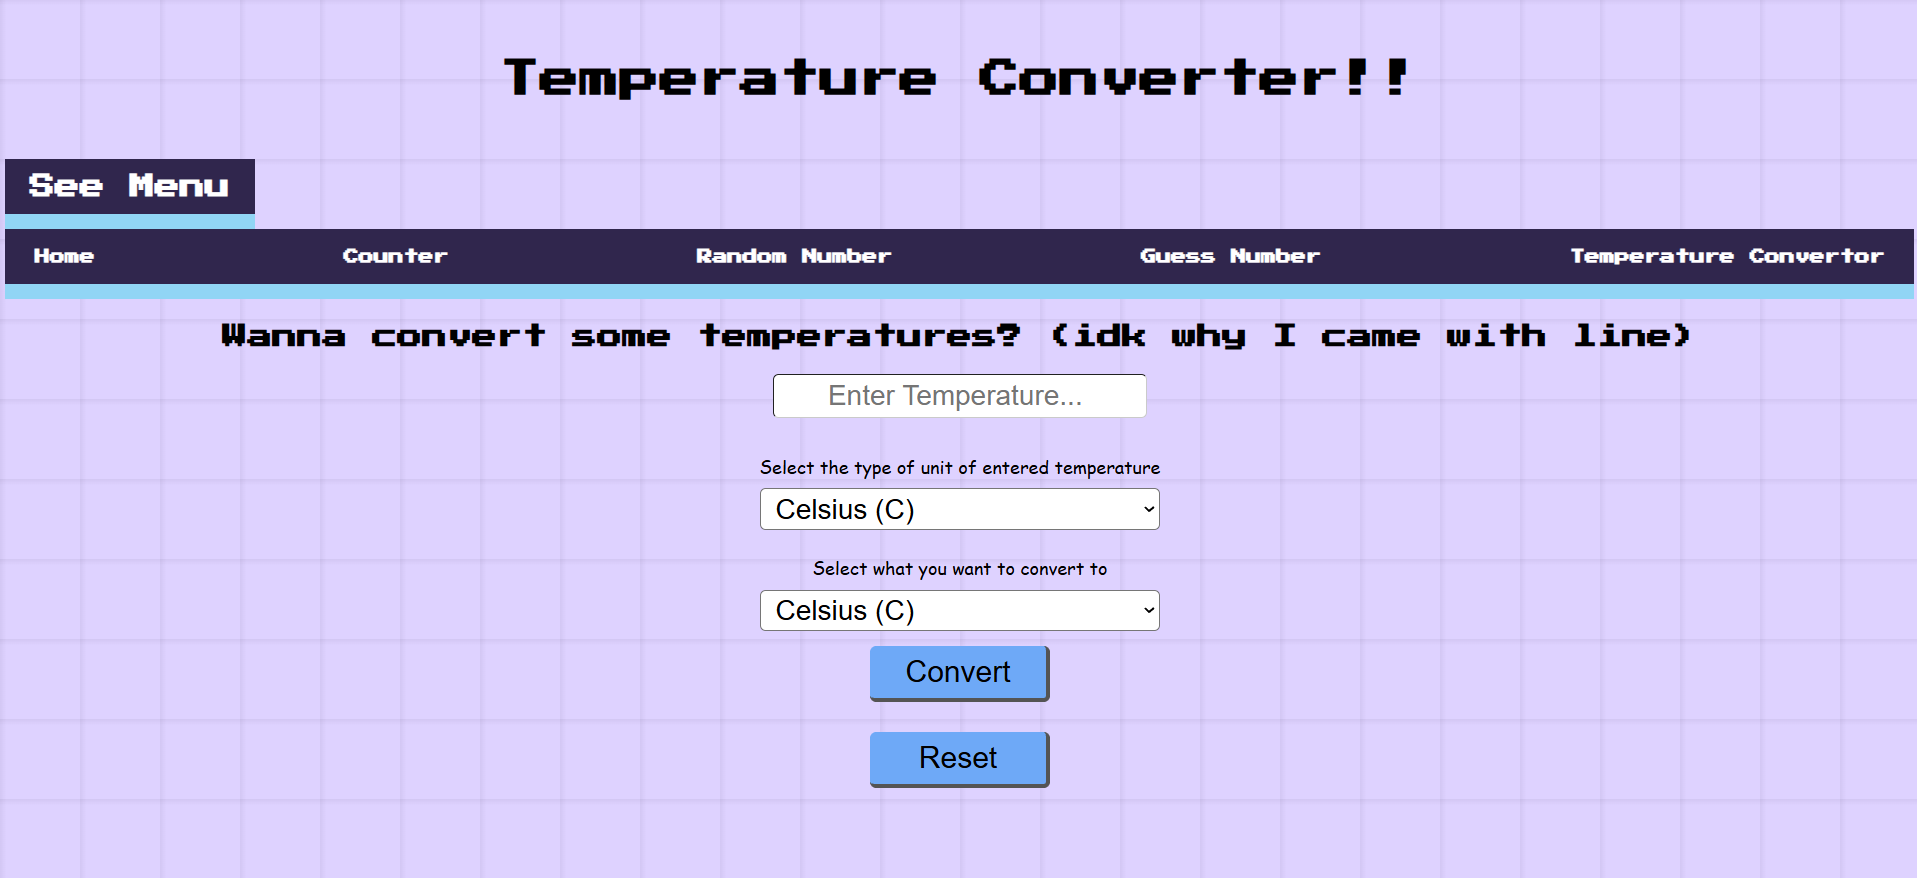 Temperature Converter!!
See Menu
Home Counter Random Number Guess Number Temperature Convertor
Wanna convert some temperatures? (idk why I came with line)
Enter Temperature...
Select the type of unit of entered temperature
Celsius (C)
Select what you want to convert to
Celsius (C)
Convert
Reset